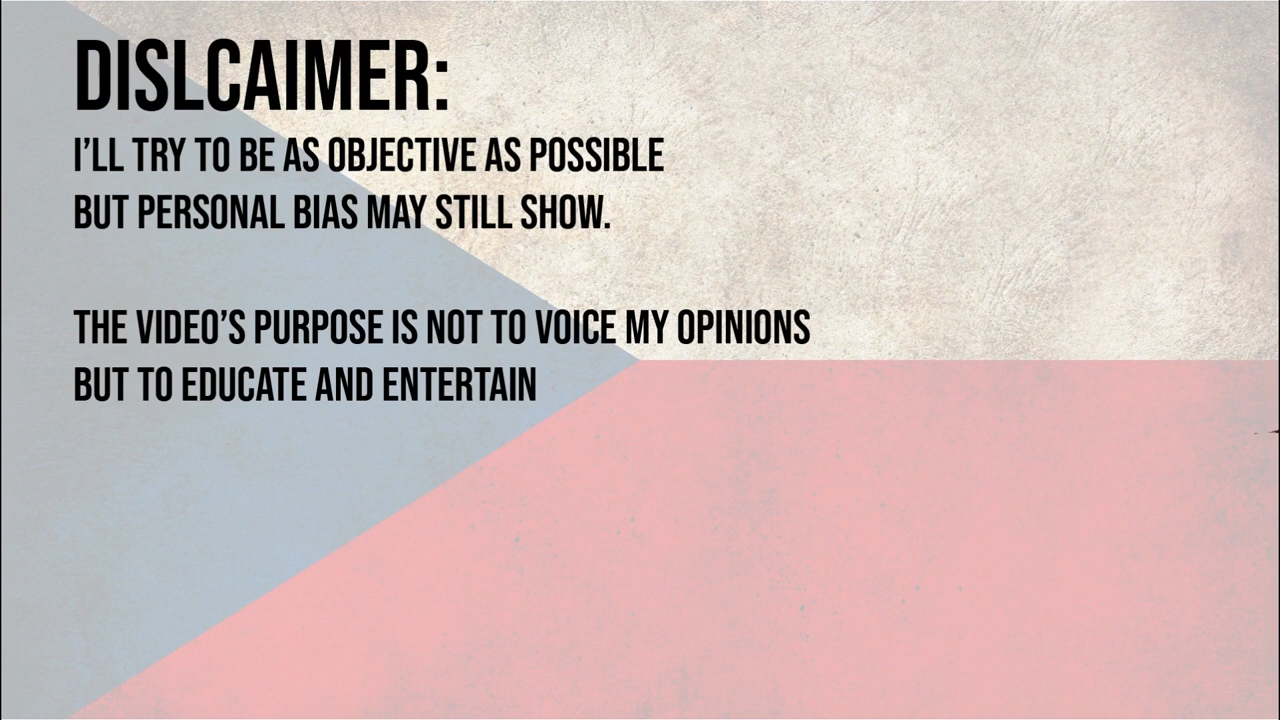 DISLCAIMER:
I’LL TRY TO BE AS OBJECTIVE AS POSSIBLE
BUT PERSONAL BIAS MAY STILL SHOW.
THE VIDEO’S PURPOSE IS NOT TO VOICE MY OPINIONS
BUT TO EDUCATE AND ENTERTAIN